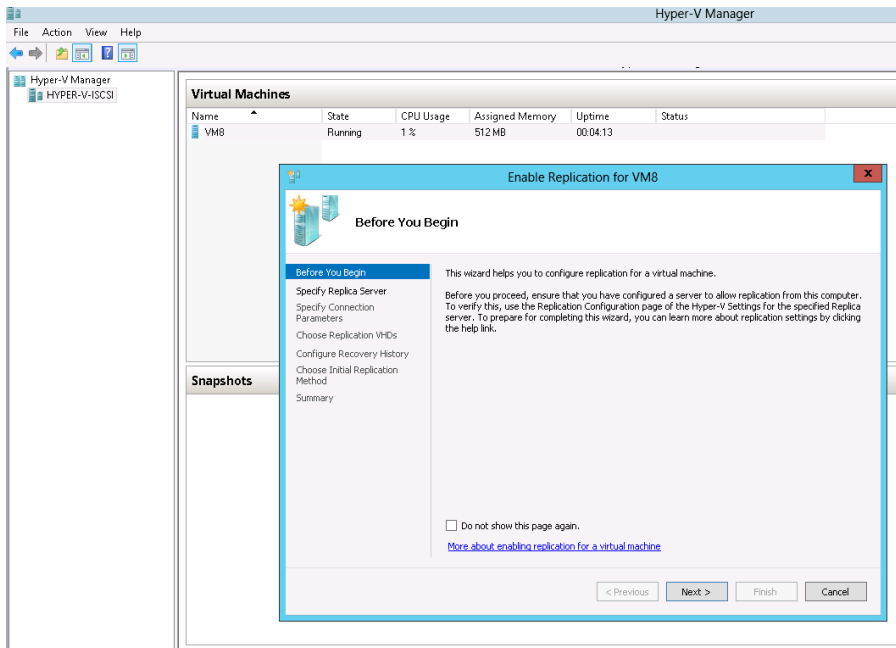 Hyper-V Manager
File Action View Help
Hyper-V Manager
HYPER-V-ISCSI
Virtual Machines
Name State CPU Usage Assigned Memory Uptime Status
VM8 Running 1 % 512 MB 00:04:13
Enable Replication for VM8
x
Before You Begin
Before You Begin
Specify Replica Server
Specify Connection
Parameters
Choose Replication VHDs
Configure Recovery History
Choose Initial Replication
Method
Summary
This wizard helps you to configure replication for a virtual machine.
Before you proceed, ensure that you have configured a server to allow replication from this computer.
To verify this, use the Replication Configuration page of the Hyper-V Settings for the specified Replica
server. To prepare for completing this wizard, you can learn more about replication settings by clicking
the help link.
Do not show this page again.
More about enabling replication for a virtual machine
< Previous Next > Finish Cancel
Snapshots